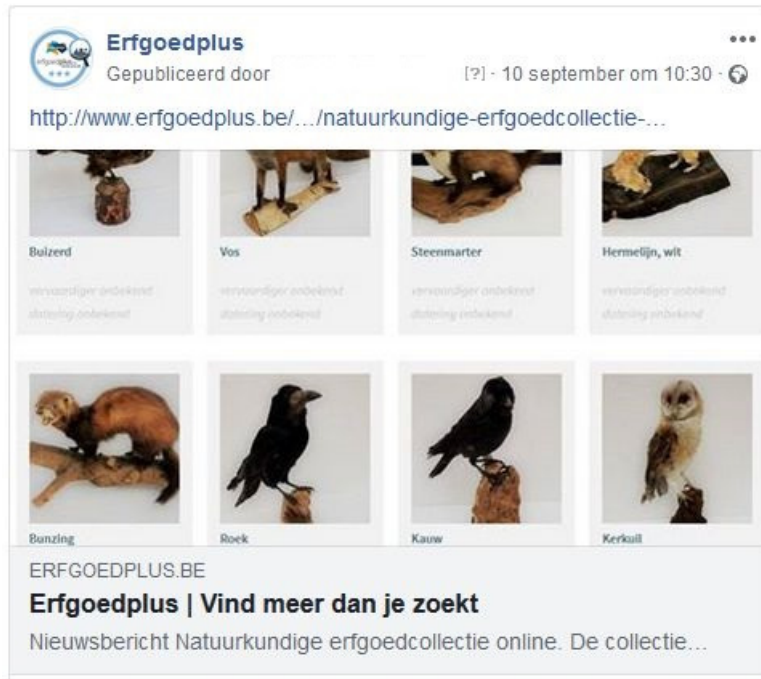 Erfgoedplus
Gepubliceerd door [?] · 10 september om 10:30 ·
http://www.erfgoedplus.be/.../natuurkundige-erfgoedcollectie-...
Buizerd Vos Steenmarter Hermelijn, wit
vervaardiger onbekend vervaardiger onbekend vervaardiger onbekend vervaardiger onbekend
datering onbekend datering onbekend datering onbekend datering onbekend
Bunzing Roek Kauw Kerkuil
ERFGOEDPLUS.BE
Erfgoedplus | Vind meer dan je zoekt
Nieuwsbericht Natuurkundige erfgoedcollectie online. De collectie...